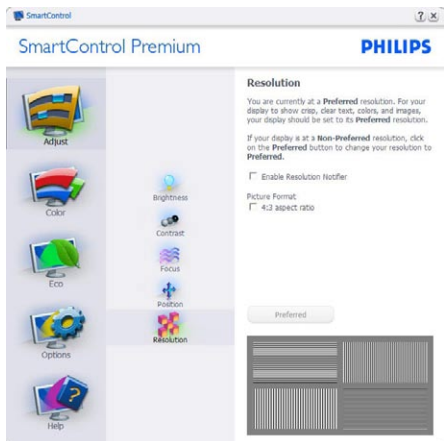 SmartControl
SmartControl Premium
PHILIPS
Adjust
Color
Eco
Options
Help
Brightness
Contrast
Focus
Position
Resolution
Resolution
You are currently at a Preferred resolution. For your
display to show crisp, clear text, colors, and images,
your display should be set to its Preferred resolution.
If your display is at a Non-Preferred resolution, click
on the Preferred button to change your resolution to
Preferred.
Enable Resolution Notifier
Picture Format
4:3 aspect ratio
Preferred